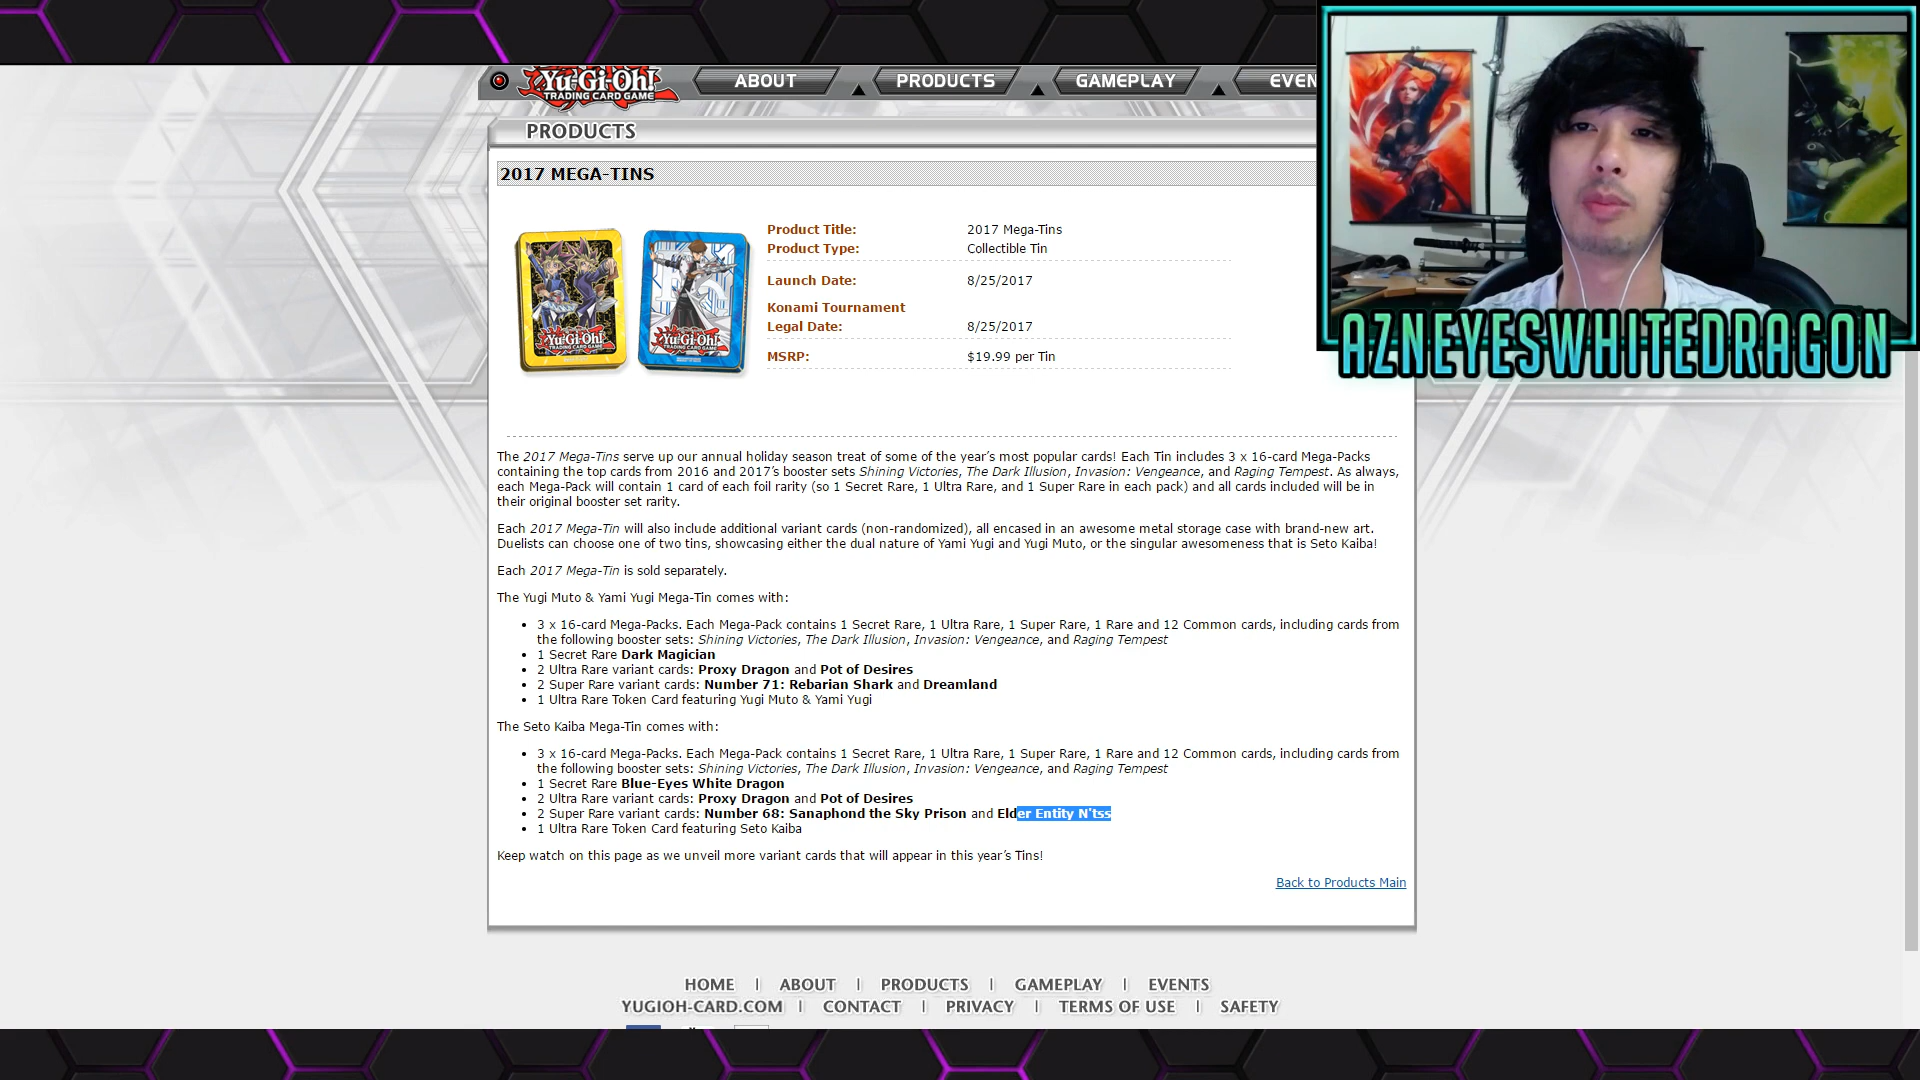 Yu-Gi-Oh!
TRADING CARD GAME
ABOUT
PRODUCTS
GAMEPLAY
EVEN
PRODUCTS
2017 MEGA-TINS
Product Title: 2017 Mega-Tins
Product Type: Collectible Tin
Launch Date: 8/25/2017
Konami Tournament
Legal Date: 8/25/2017
MSRP: $19.99 per Tin
Yu-Gi-Oh!
Yu-Gi-Oh!
AZNEYESWHITEDRAGON
The 2017 Mega-Tins serve up our annual holiday season treat of some of the year’s most popular cards! Each Tin includes 3 x 16-card Mega-Packs
containing the top cards from 2016 and 2017’s booster sets Shining Victories, The Dark Illusion, Invasion: Vengeance, and Raging Tempest. As always,
each Mega-Pack will contain 1 card of each foil rarity (so 1 Secret Rare, 1 Ultra Rare, and 1 Super Rare in each pack) and all cards included will be in
their original booster set rarity.
Each 2017 Mega-Tin will also include additional variant cards (non-randomized), all encased in an awesome metal storage case with brand-new art.
Duelists can choose one of two tins, showcasing either the dual nature of Yami Yugi and Yugi Muto, or the singular awesomeness that is Seto Kaiba!
Each 2017 Mega-Tin is sold separately.
The Yugi Muto & Yami Yugi Mega-Tin comes with:
• 3 x 16-card Mega-Packs. Each Mega-Pack contains 1 Secret Rare, 1 Ultra Rare, 1 Super Rare, 1 Rare and 12 Common cards, including cards from
the following booster sets: Shining Victories, The Dark Illusion, Invasion: Vengeance, and Raging Tempest
• 1 Secret Rare Dark Magician
• 2 Ultra Rare variant cards: Proxy Dragon and Pot of Desires
• 2 Super Rare variant cards: Number 71: Rebarian Shark and Dreamland
• 1 Ultra Rare Token Card featuring Yugi Muto & Yami Yugi
The Seto Kaiba Mega-Tin comes with:
• 3 x 16-card Mega-Packs. Each Mega-Pack contains 1 Secret Rare, 1 Ultra Rare, 1 Super Rare, 1 Rare and 12 Common cards, including cards from
the following booster sets: Shining Victories, The Dark Illusion, Invasion: Vengeance, and Raging Tempest
• 1 Secret Rare Blue-Eyes White Dragon
• 2 Ultra Rare variant cards: Proxy Dragon and Pot of Desires
• 2 Super Rare variant cards: Number 68: Sanaphond the Sky Prison and Elder Entity N'tss
• 1 Ultra Rare Token Card featuring Seto Kaiba
Keep watch on this page as we unveil more variant cards that will appear in this year’s Tins!
Back to Products Main
HOME | ABOUT | PRODUCTS | GAMEPLAY | EVENTS
YUGIOH-CARD.COM | CONTACT | PRIVACY | TERMS OF USE | SAFETY